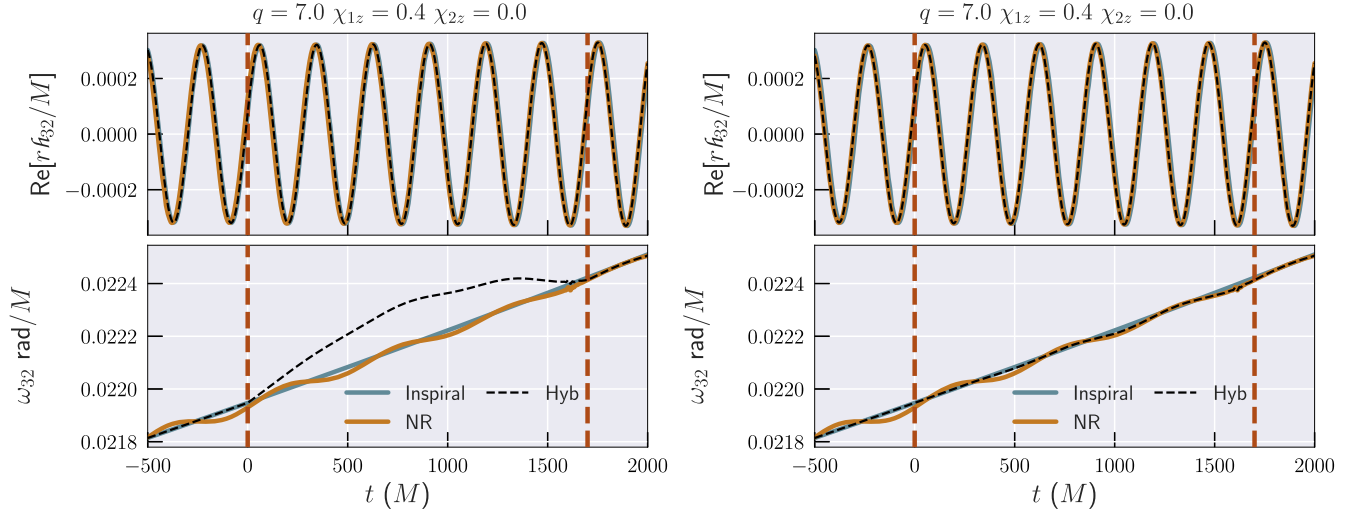 q = 7.0 χ1z = 0.4 χ2z = 0.0
Re[rℎ32/M]
0.0002
0.0000
−0.0002
ω32 rad/M
0.0224
0.0222
0.0220
0.0218
Inspiral
Hyb
NR
−500
0
500
1000
1500
2000
t (M)
q = 7.0 χ1z = 0.4 χ2z = 0.0
Re[rℎ32/M]
0.0002
0.0000
−0.0002
ω32 rad/M
0.0224
0.0222
0.0220
0.0218
Inspiral
Hyb
NR
−500
0
500
1000
1500
2000
t (M)